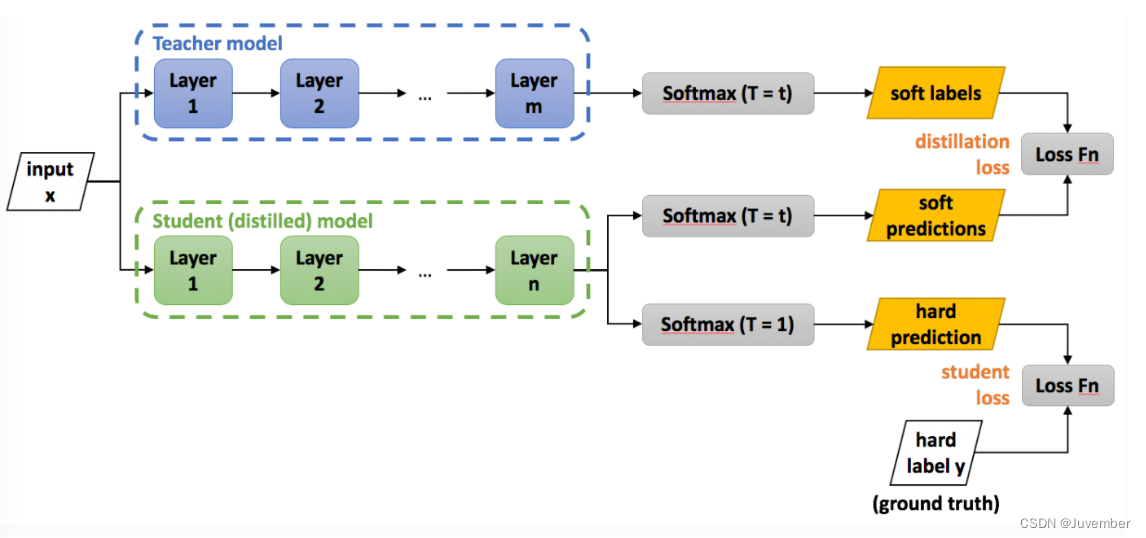 Teacher model
Layer
1
Layer
2
...
Layer
m
Softmax (T = t)
soft labels
distillation
loss
Loss Fn
input
x
Student (distilled) model
Layer
1
Layer
2
...
Layer
n
Softmax (T = t)
soft
predictions
Softmax (T = 1)
hard
prediction
student
loss
Loss Fn
hard
label y
(ground truth)
CSDN @Juvember